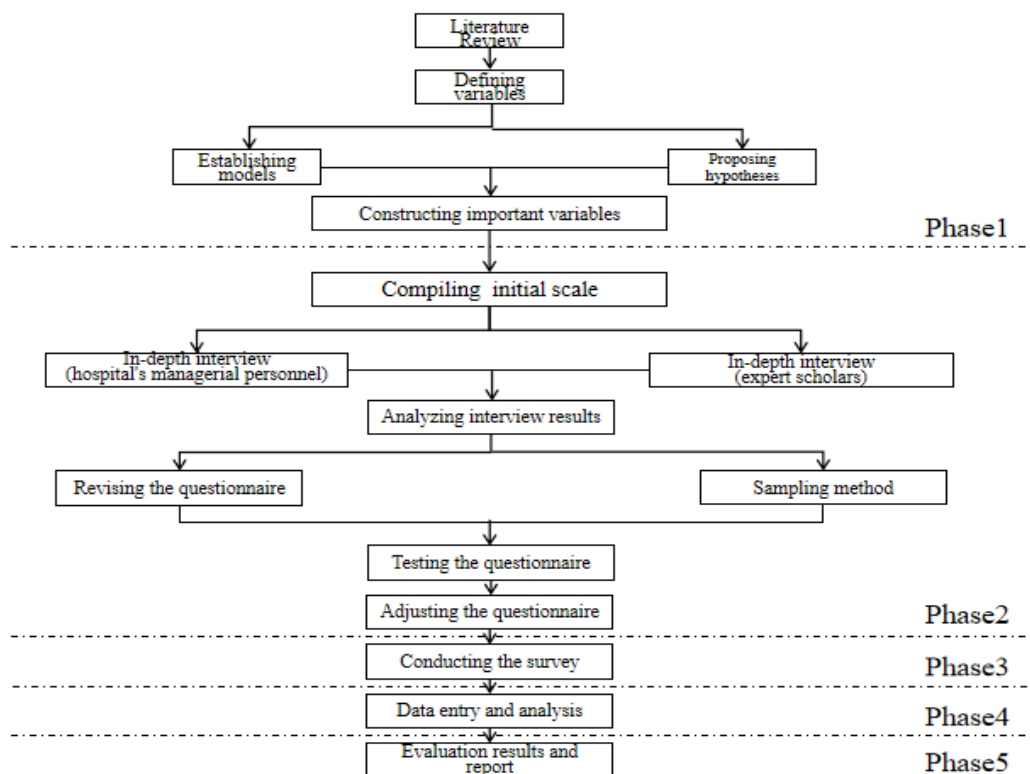 Literature
Review
Defining
variables
Establishing
models
Proposing
hypotheses
Constructing important variables
Phase1
Compiling initial scale
In-depth interview
(hospital's managerial personnel)
In-depth interview
(expert scholars)
Analyzing interview results
Revising the questionnaire
Sampling method
Testing the questionnaire
Adjusting the questionnaire
Phase2
Conducting the survey
Phase3
Data entry and analysis
Phase4
Evaluation results and
report
Phase5